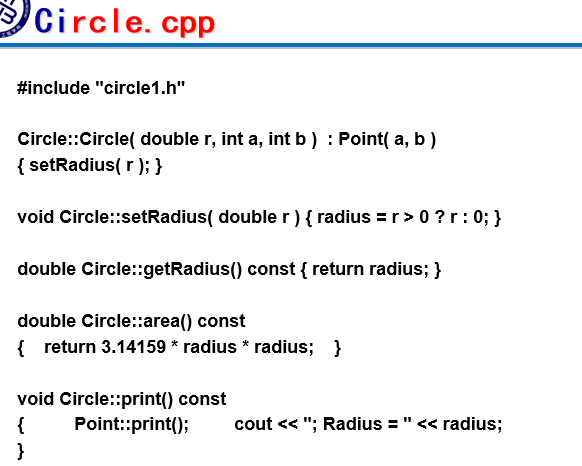 Circle.cpp
#include "circle1.h"
Circle::Circle( double r, int a, int b ) : Point( a, b )
{ setRadius( r ); }
void Circle::setRadius( double r ) { radius = r > 0 ? r : 0; }
double Circle::getRadius() const { return radius; }
double Circle::area() const
{ return 3.14159 * radius * radius; }
void Circle::print() const
{ Point::print(); cout << "; Radius = " << radius;
}